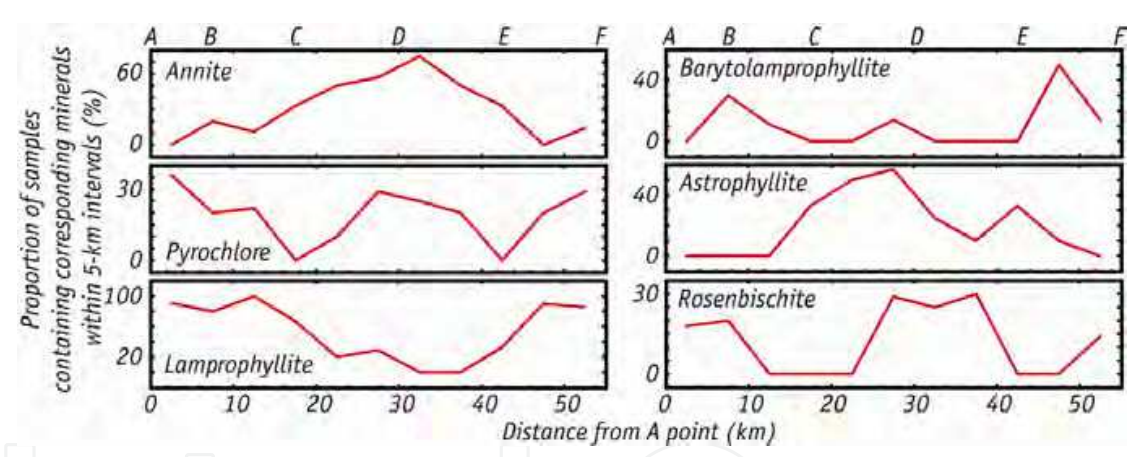 A B C D E F
A B C D E F
Proportion of samples
containing corresponding minerals
within 5-km intervals (%)
60
0
Annite
40
0
Barytolamprophyllite
30
0
Pyrochlore
40
0
Astrophyllite
100
20
Lamprophyllite
30
0
Rosenbischite
0 10 20 30 40 50
0 10 20 30 40 50
Distance from A point (km)